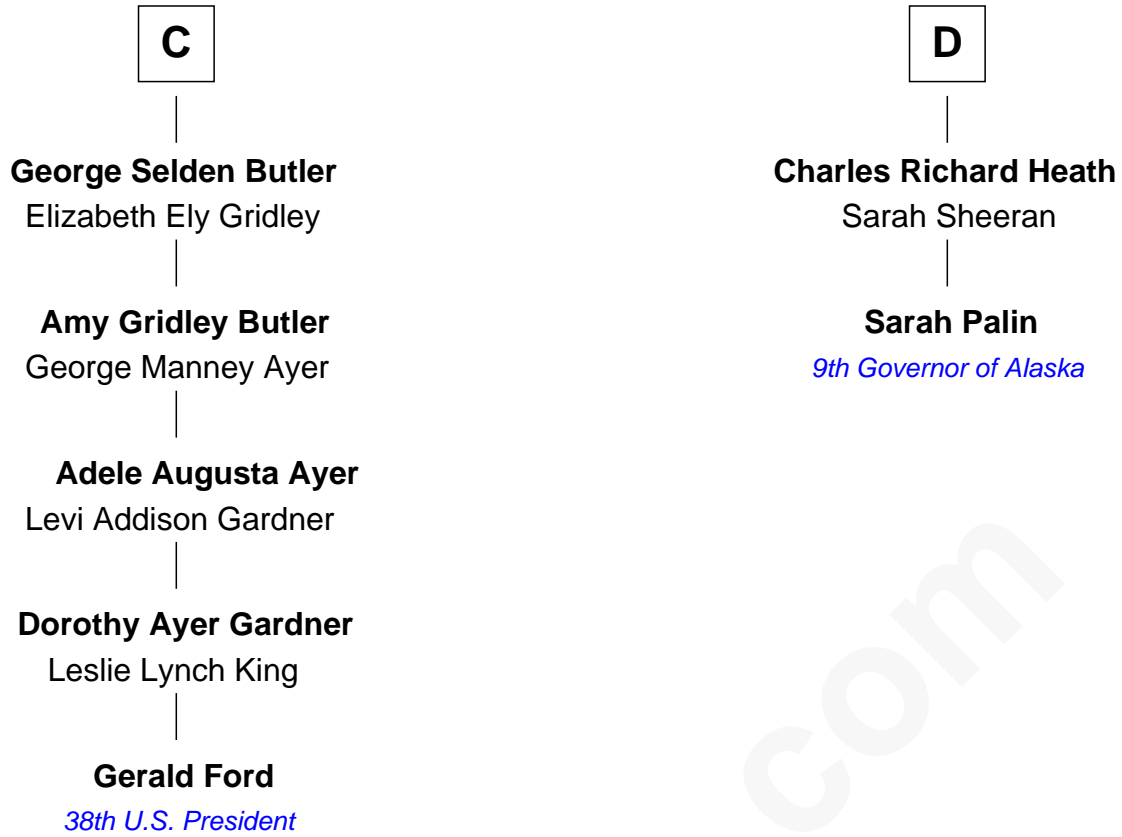 C
George Selden Butler
Elizabeth Ely Gridley
Amy Gridley Butler
George Manney Ayer
Adele Augusta Ayer
Levi Addison Gardner
Dorothy Ayer Gardner
Leslie Lynch King
Gerald Ford
38th U.S. President
D
Charles Richard Heath
Sarah Sheeran
Sarah Palin
9th Governor of Alaska
com